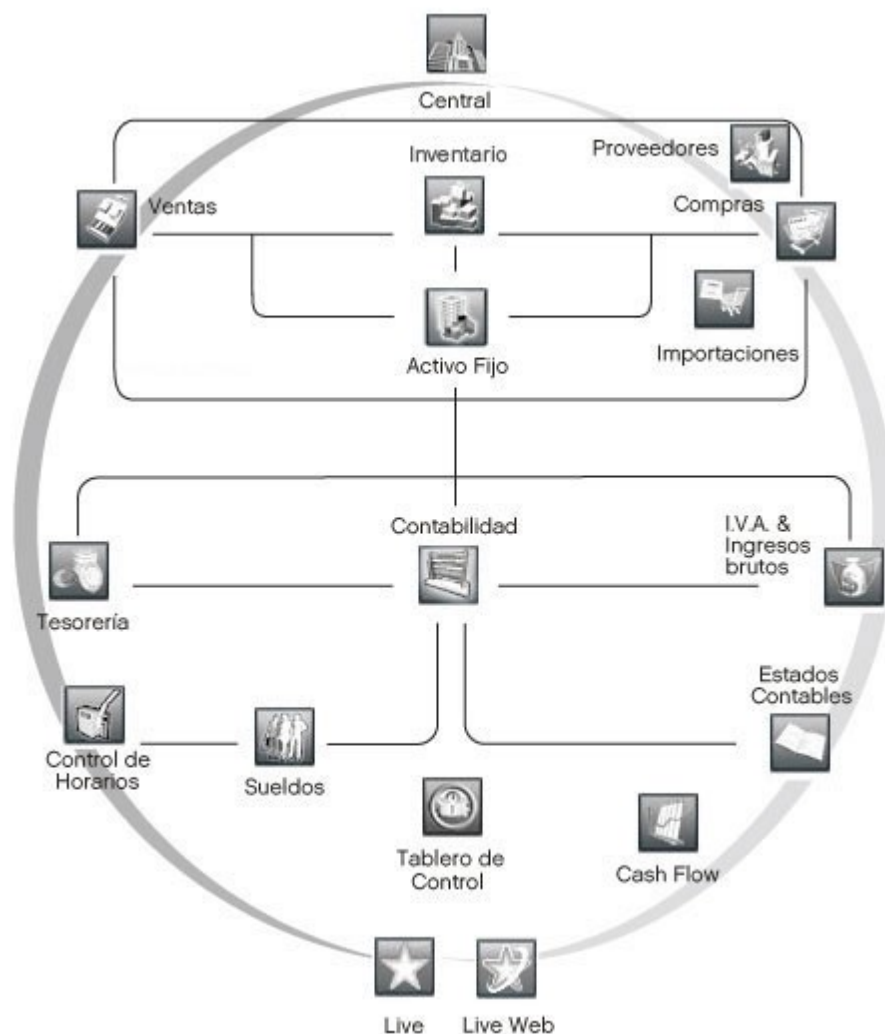 Central
Inventario
Proveedores
Ventas
Compras
Activo Fijo
Importaciones
Contabilidad
I.V.A. &
Ingresos
brutos
Tesorería
Estados
Contables
Control de
Horarios
Sueldos
Tablero de
Control
Cash Flow
Live
Live Web